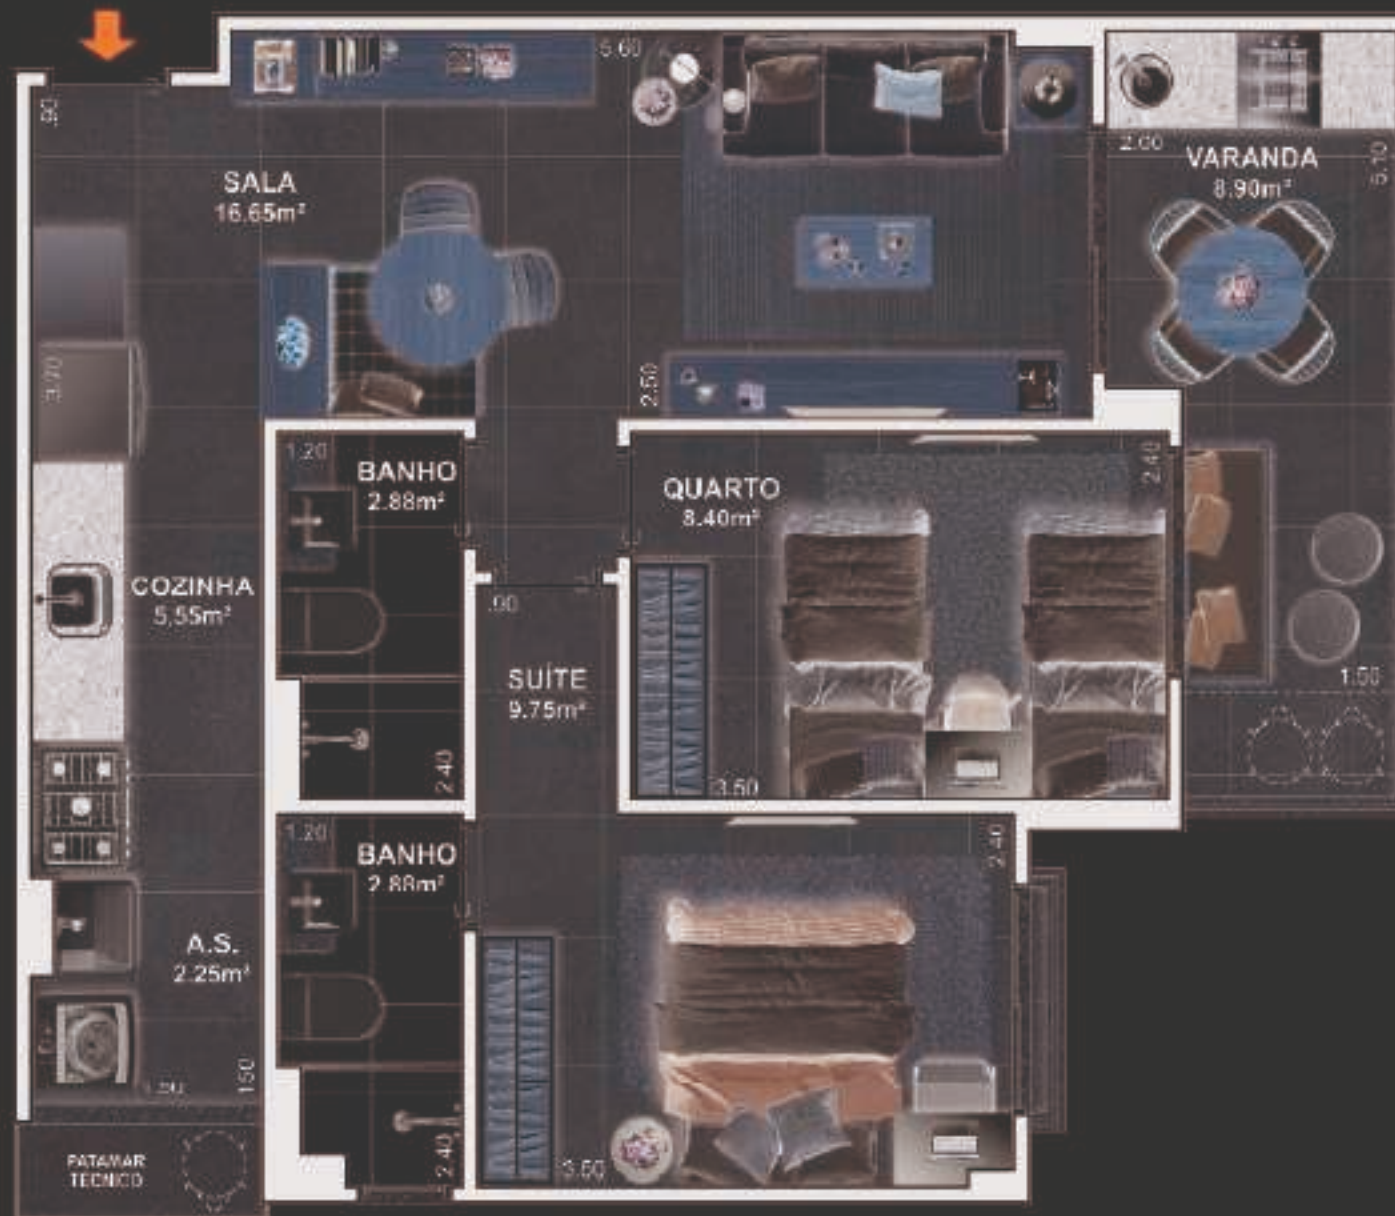 5.60
.90
SALA
16.65m²
2.00
VARANDA
8.90m²
5.10
2.50
1.20
BANHO
2.88m²
QUARTO
8.40m²
2.40
COZINHA
5.55m²
.90
SUÍTE
9.75m²
1.50
2.40
3.50
1.20
BANHO
2.88m²
2.40
A.S.
2.25m²
150
2.40
3.50
PATAMAR
TECNICO